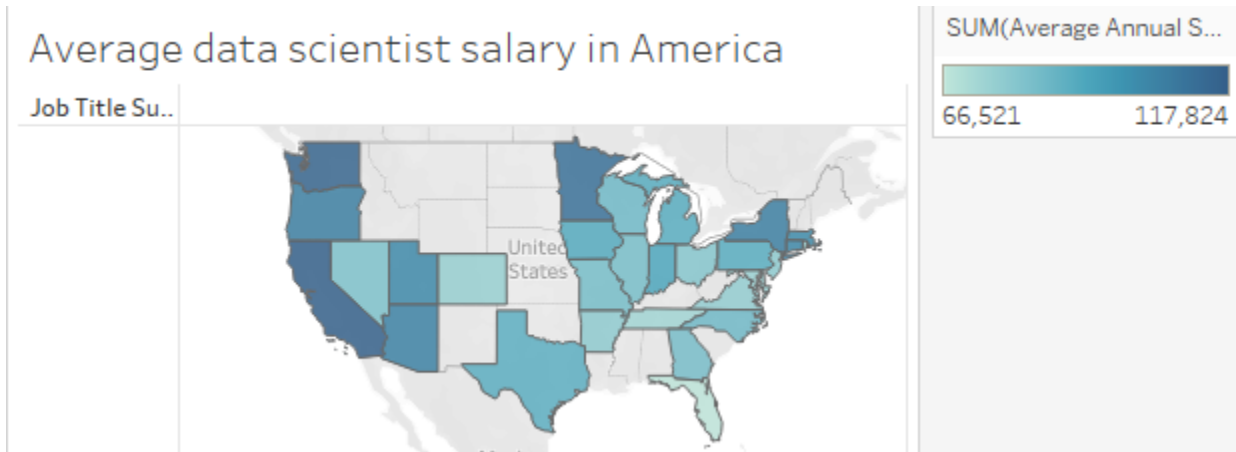 Average data scientist salary in America
SUM(Average Annual S...
66,521 117,824
Job Title Su..
United
States